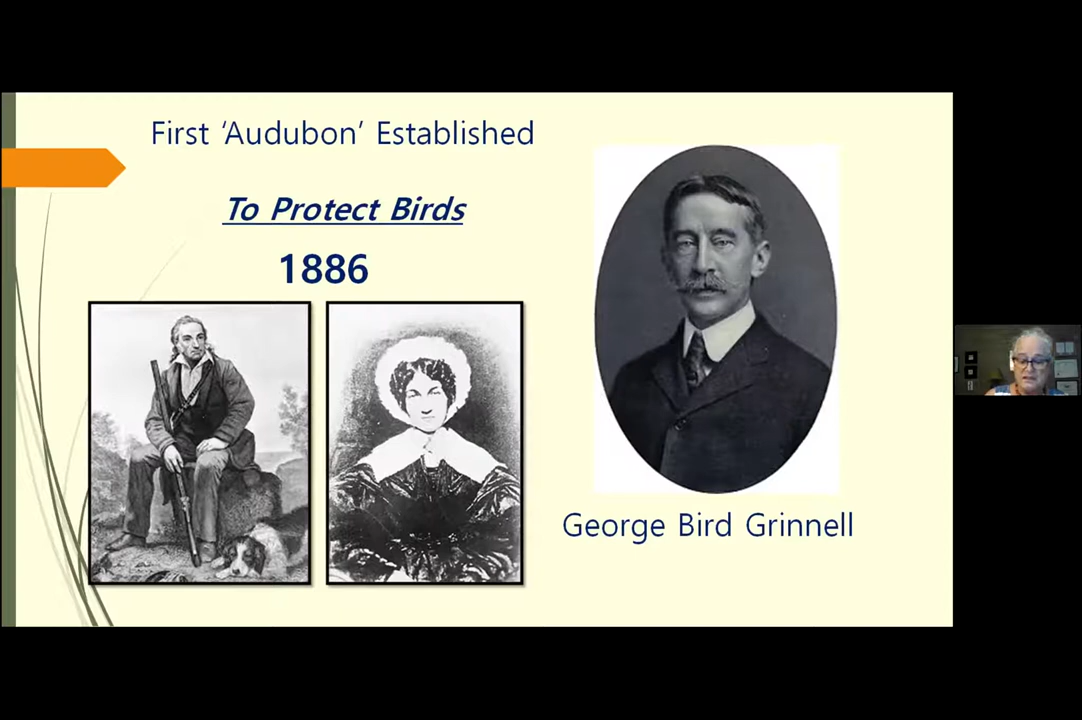 First ‘Audubon’ Established
To Protect Birds
1886
George Bird Grinnell